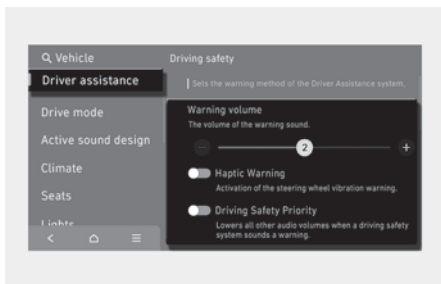 Vehicle
Driving safety
Driver assistance
Sets the warning method of the Driver Assistance system.
Drive mode
Active sound design
Climate
Seats
Lights
Warning volume
The volume of the warning sound.
2
Haptic Warning
Activation of the steering wheel vibration warning.
Driving Safety Priority
Lowers all other audio volumes when a driving safety
system sounds a warning.